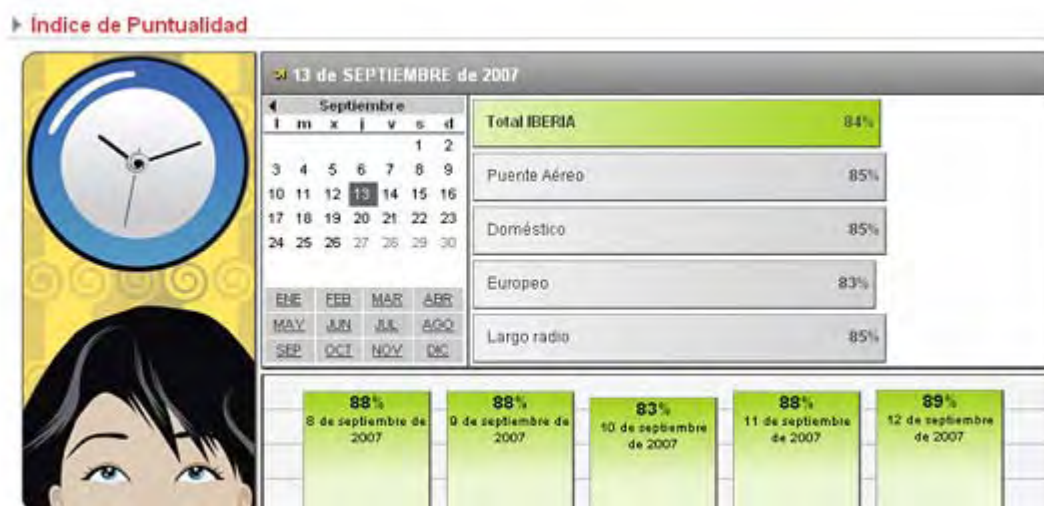 Índice de Puntualidad
13 de SEPTIEMBRE de 2007
Septiembre
l m x j v s d
1 2
3 4 5 6 7 8 9
10 11 12 13 14 15 16
17 18 19 20 21 22 23
24 25 26 27 28 29 30
ENE FEB MAR ABR
MAY JUN JUL AGO
SEP OCT NOV DIC
Total IBERIA 84%
Puente Aéreo 85%
Doméstico 85%
Europeo 83%
Largo radio 85%
88%
8 de septiembre de
2007
88%
9 de septiembre de
2007
83%
10 de septiembre
de 2007
88%
11 de septiembre
de 2007
89%
12 de septiembre
de 2007